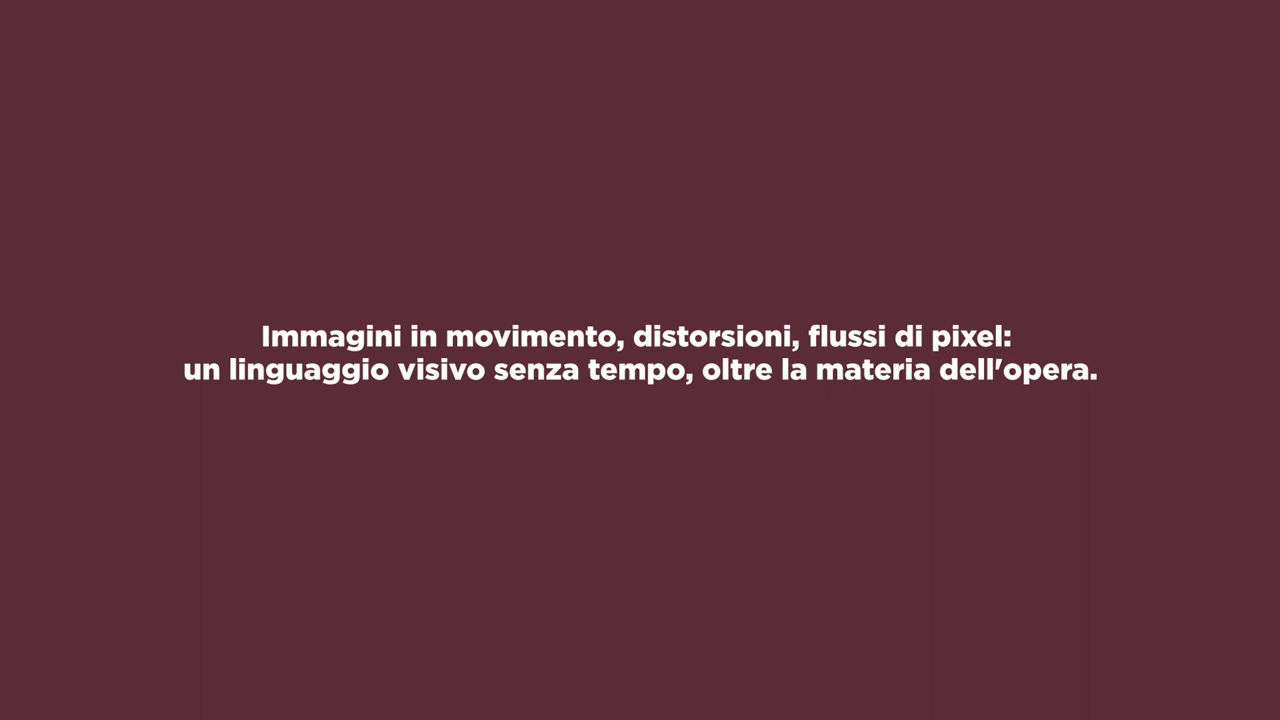 Immagini in movimento, distorsioni, flussi di pixel:
un linguaggio visivo senza tempo, oltre la materia dell'opera.